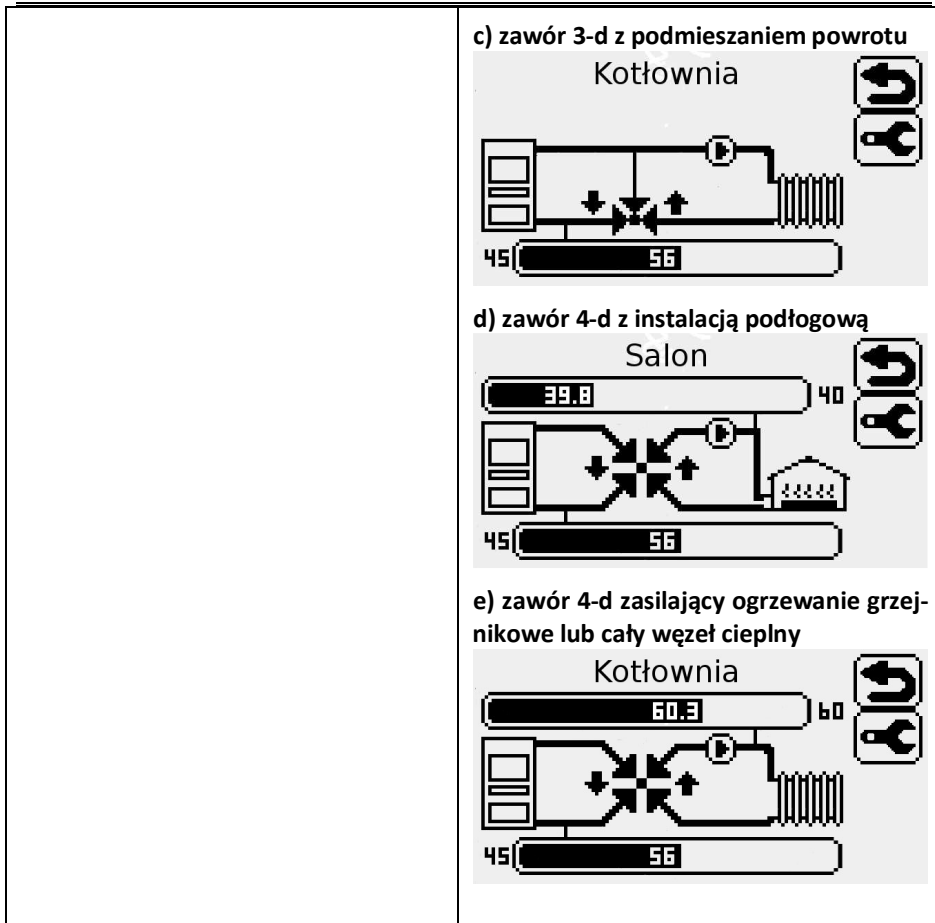 c) zawór 3-d z podmieszaniem powrotu
Kotłownia
45 56
d) zawór 4-d z instalacją podłogową
Salon
39.8 40
45 56
e) zawór 4-d zasilający ogrzewanie grzej-
nikowe lub cały węzeł cieplny
Kotłownia
60.3 60
45 56